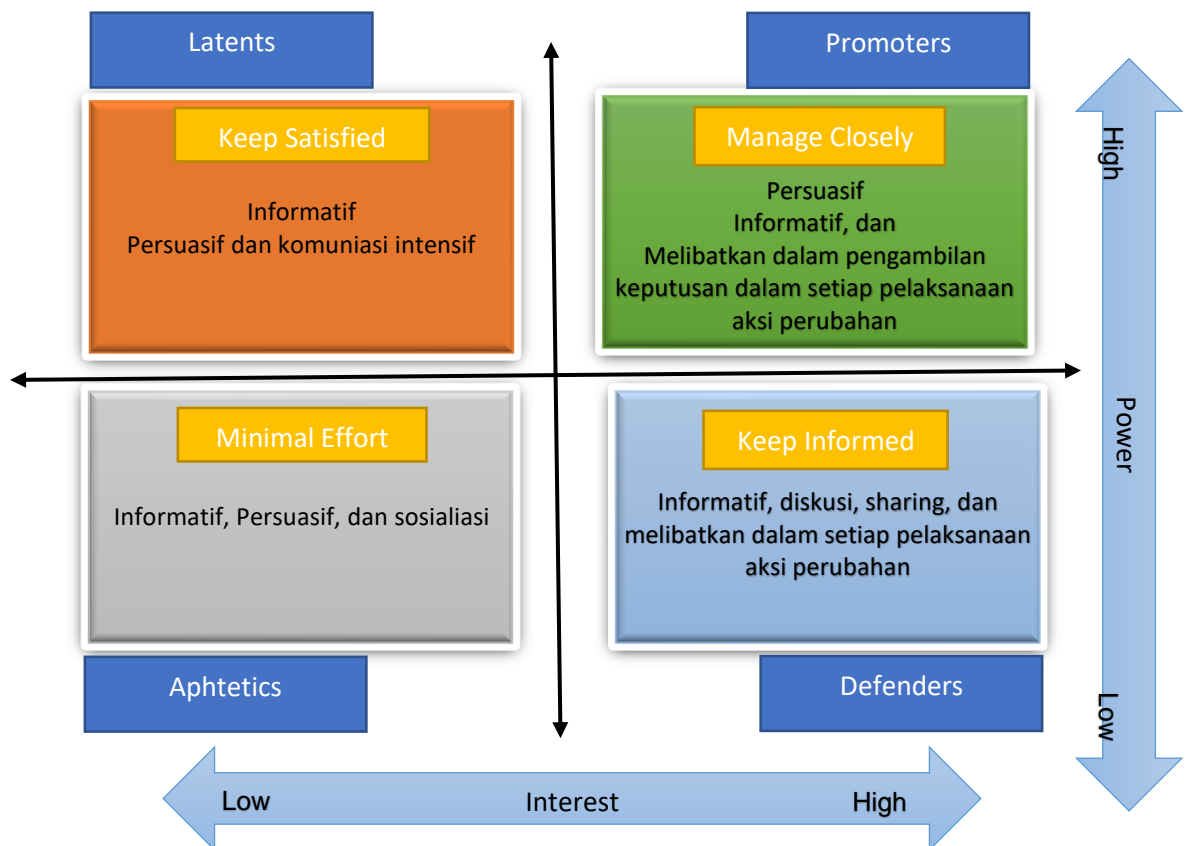 Latents
Promoters
Keep Satisfied
Informatif
Persuasif dan komuniasi intensif
Manage Closely
Persuasif
Informatif, dan
Melibatkan dalam pengambilan
keputusan dalam setiap pelaksanaan
aksi perubahan
High
Power
Low
Minimal Effort
Informatif, Persuasif, dan sosialiasi
Keep Informed
Informatif, diskusi, sharing, dan
melibatkan dalam setiap pelaksanaan
aksi perubahan
Aphtetics
Defenders
Low
Interest
High